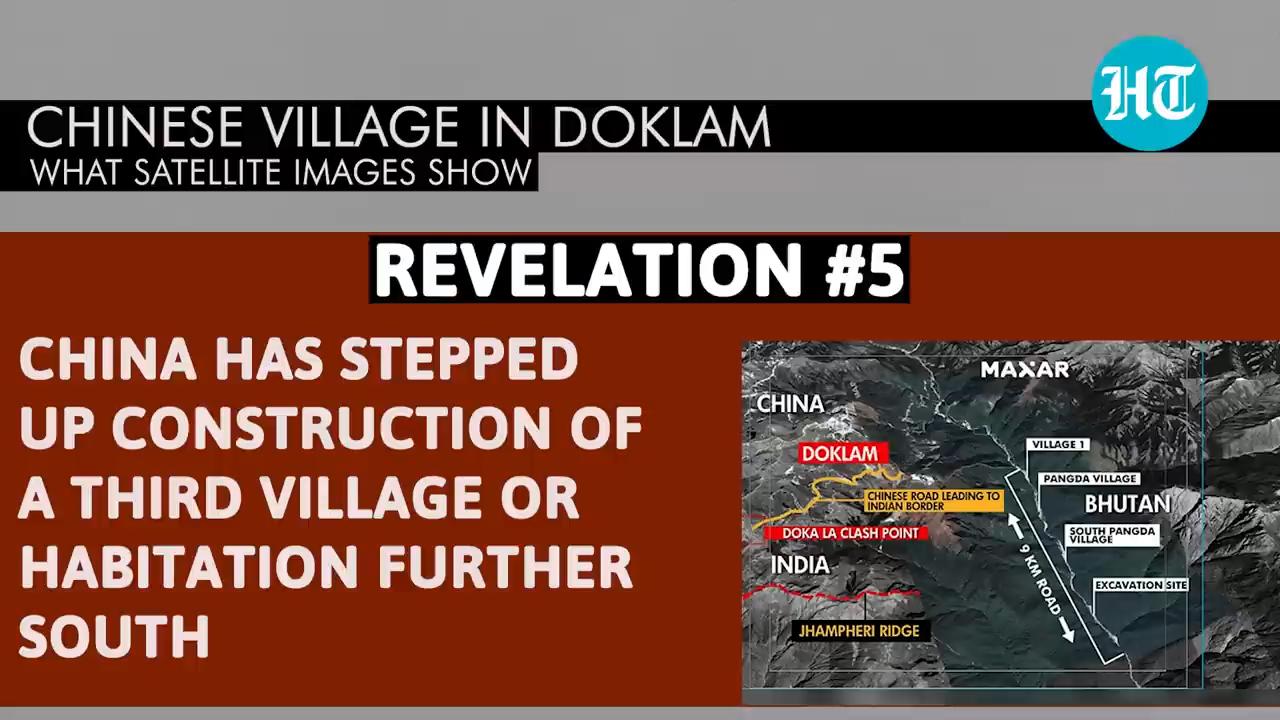 HT
CHINESE VILLAGE IN DOKLAM
WHAT SATELLITE IMAGES SHOW
REVELATION #5
CHINA HAS STEPPED
UP CONSTRUCTION OF
A THIRD VILLAGE OR
HABITATION FURTHER
SOUTH
MAXAR
CHINA
VILLAGE 1
DOKLAM
PANGDA VILLAGE
CHINESE ROAD LEADING TO
INDIAN BORDER
BHUTAN
DOKA LA CLASH POINT
SOUTH PANGDA
VILLAGE
INDIA
9 KM ROAD
EXCAVATION SITE
JHAMPHERI RIDGE